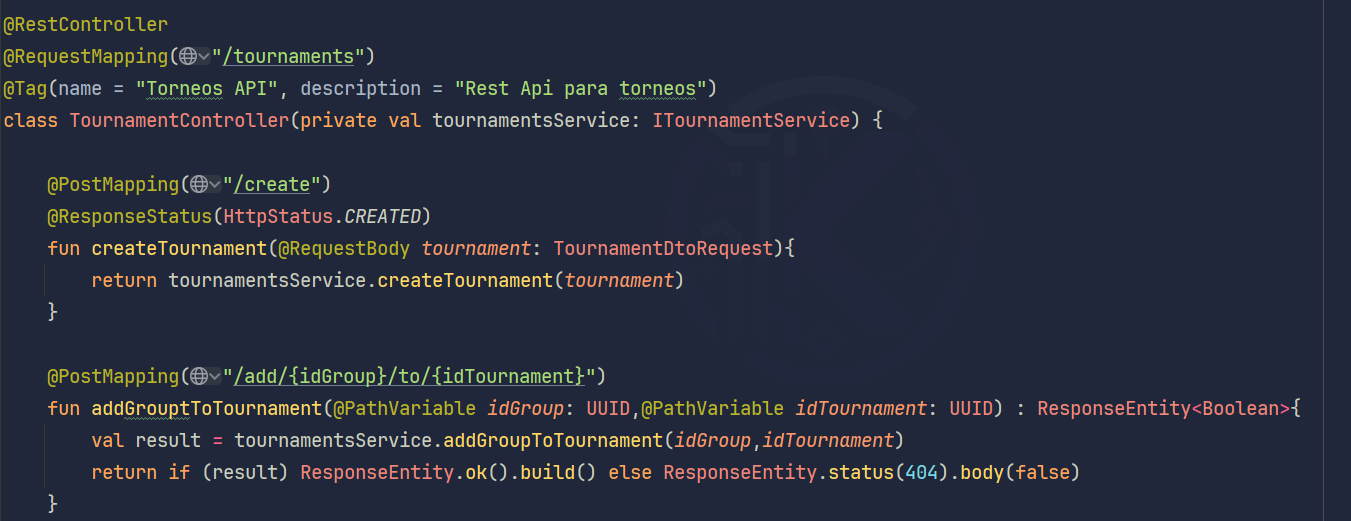 @RestController
@RequestMapping("/tournaments")
@Tag(name = "Torneos API", description = "Rest Api para torneos")
class TournamentController(private val tournamentsService: ITournamentService) {
@PostMapping("/create")
@ResponseStatus(HttpStatus.CREATED)
fun createTournament(@RequestBody tournament: TournamentDtoRequest){
return tournamentsService.createTournament(tournament)
}
@PostMapping("/add/{idGroup}/to/{idTournament}")
fun addGrouptToTournament(@PathVariable idGroup: UUID,@PathVariable idTournament: UUID) : ResponseEntity<Boolean>{
val result = tournamentsService.addGroupToTournament(idGroup,idTournament)
return if (result) ResponseEntity.ok().build() else ResponseEntity.status(404).body(false)
}